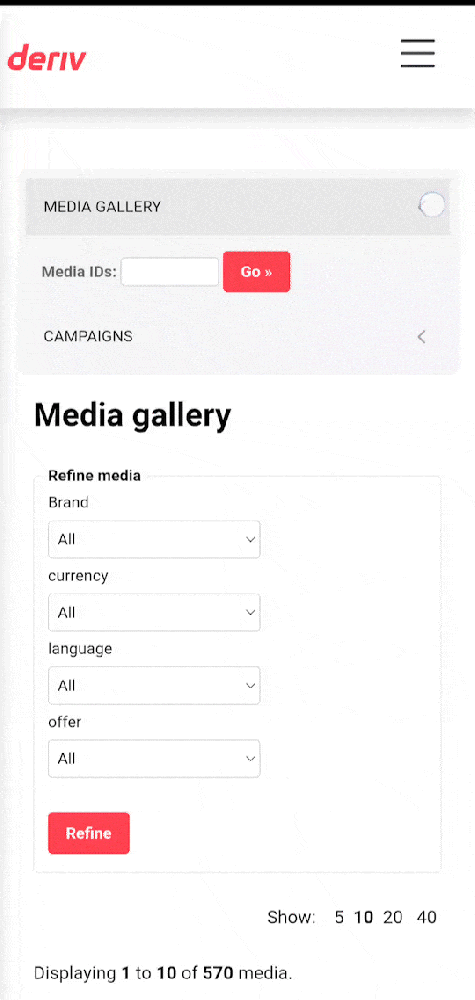 deriv
MEDIA GALLERY
Media IDs: Go »
CAMPAIGNS
Media gallery
Refine media
Brand
All
currency
All
language
All
offer
All
Refine
Show: 5 10 20 40
Displaying 1 to 10 of 570 media.